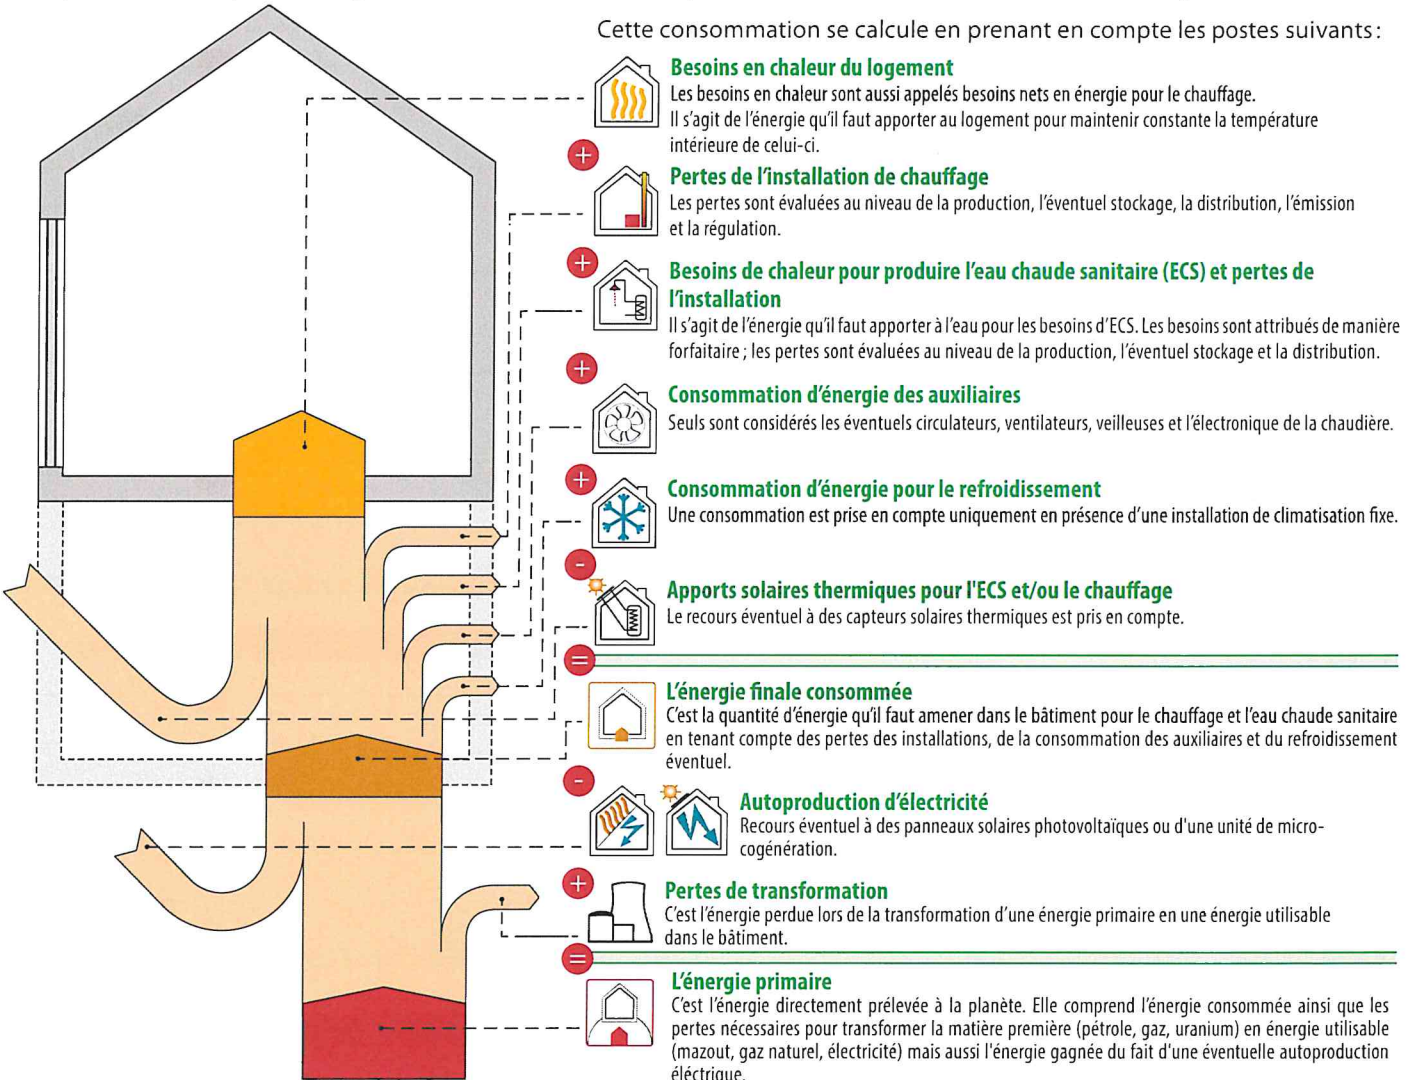 Cette consommation se calcule en prenant en compte les postes suivants :
Besoins en chaleur du logement
Les besoins en chaleur sont aussi appelés besoins nets en énergie pour le chauffage.
Il s'agit de l'énergie qu'il faut apporter au logement pour maintenir constante la température
intérieure de celui-ci.
+
Pertes de l'installation de chauffage
Les pertes sont évaluées au niveau de la production, l'éventuel stockage, la distribution, l'émission
et la régulation.
+
Besoins de chaleur pour produire l'eau chaude sanitaire (ECS) et pertes de
l'installation
Il s'agit de l'énergie qu'il faut apporter à l'eau pour les besoins d'ECS. Les besoins sont attribués de manière
forfaitaire ; les pertes sont évaluées au niveau de la production, l'éventuel stockage et la distribution.
+
Consommation d'énergie des auxiliaires
Seuls sont considérés les éventuels circulateurs, ventilateurs, veilleuses et l'électronique de la chaudière.
+
Consommation d'énergie pour le refroidissement
Une consommation est prise en compte uniquement en présence d'une installation de climatisation fixe.
-
Apports solaires thermiques pour l'ECS et/ou le chauffage
Le recours éventuel à des capteurs solaires thermiques est pris en compte.
=
L'énergie finale consommée
C'est la quantité d'énergie qu'il faut amener dans le bâtiment pour le chauffage et l'eau chaude sanitaire
en tenant compte des pertes des installations, de la consommation des auxiliaires et du refroidissement
éventuel.
-
Autoproduction d'électricité
Recours éventuel à des panneaux solaires photovoltaïques ou d'une unité de micro-
cogénération.
+
Pertes de transformation
C'est l'énergie perdue lors de la transformation d'une énergie primaire en une énergie utilisable
dans le bâtiment.
=
L'énergie primaire
C'est l'énergie directement prélevée à la planète. Elle comprend l'énergie consommée ainsi que les
pertes nécessaires pour transformer la matière première (pétrole, gaz, uranium) en énergie utilisable
(mazout, gaz naturel, électricité) mais aussi l'énergie gagnée du fait d'une éventuelle autoproduction
éléctrique.